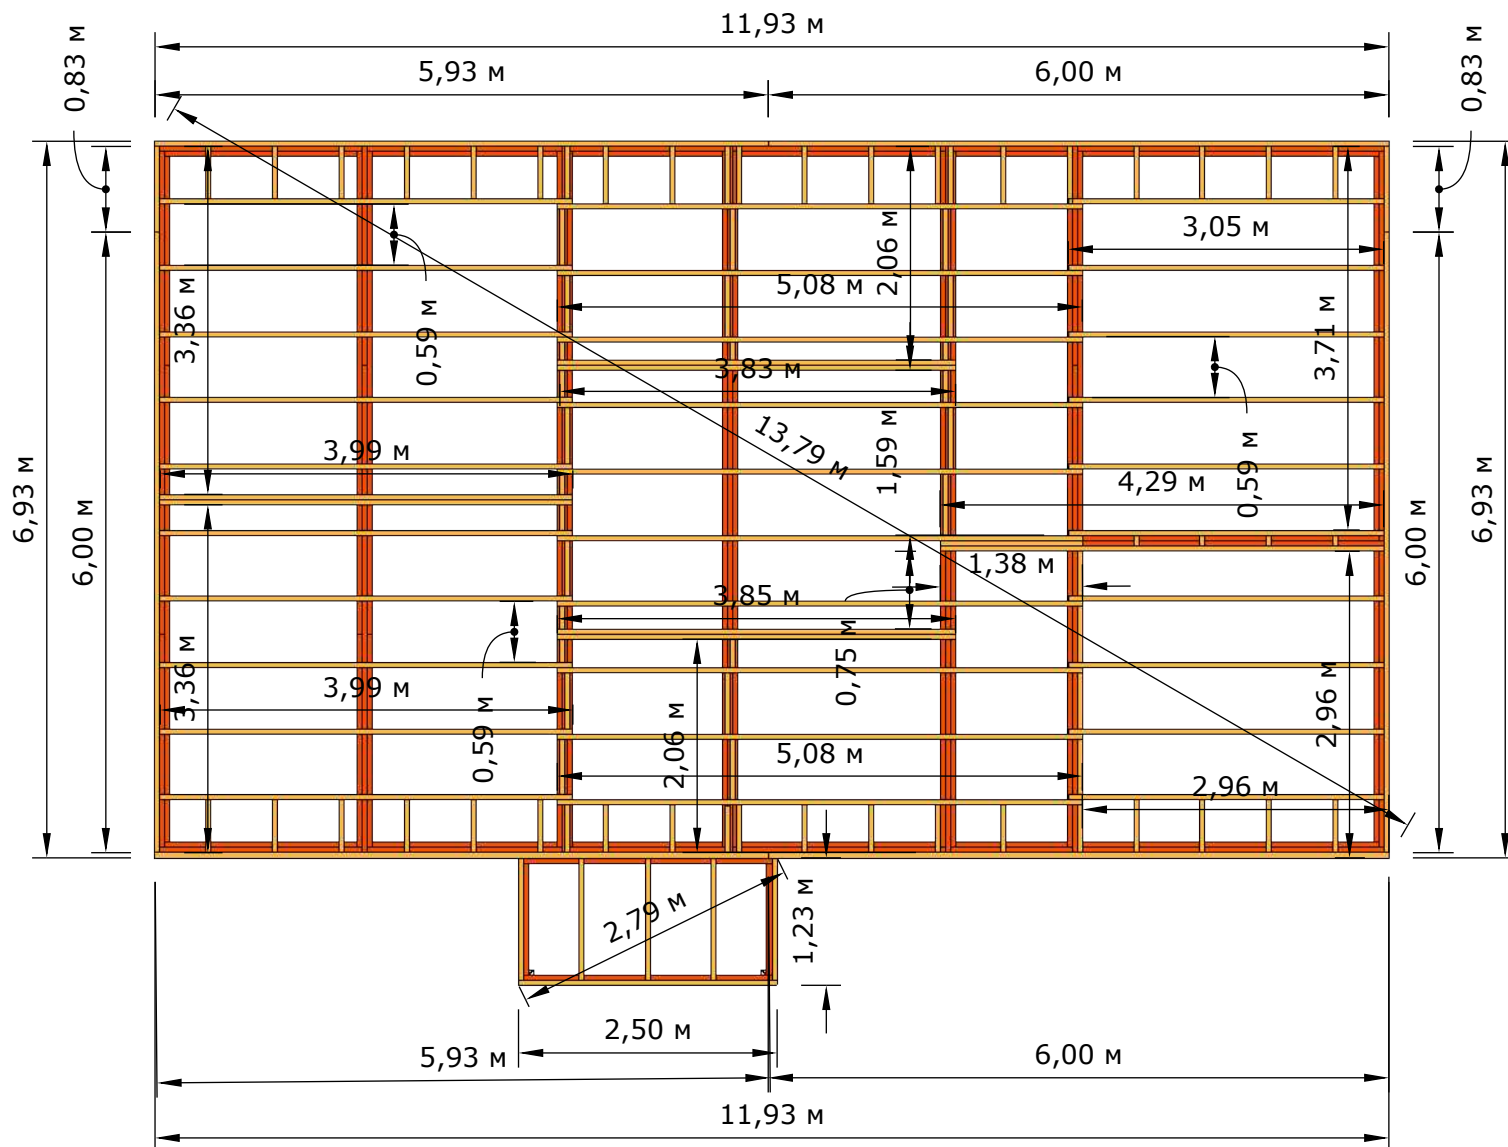 11,93 м
5,93 м
6,00 м
0,83 м
0,83 м
3,05 м
2,06 м
5,08 м
3,36 м
0,59 м
3,71 м
3,83 м
13,79 м
3,99 м
1,59 м
0,59 м
4,29 м
6,93 м
6,00 м
6,00 м
6,93 м
1,38 м
3,85 м
0,75 м
3,36 м
3,99 м
0,59 м
2,06 м
5,08 м
2,96 м
2,96 м
2,79 м
1,23 м
2,50 м
5,93 м
6,00 м
11,93 м